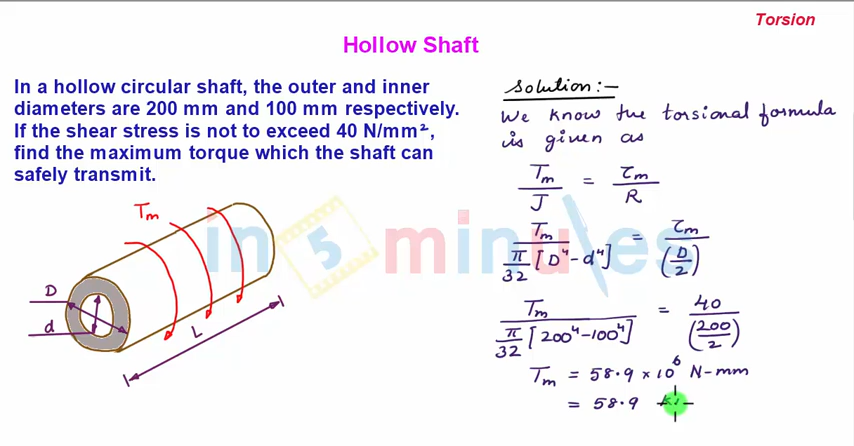 Torsion
Hollow Shaft
In a hollow circular shaft, the outer and inner
diameters are 200 mm and 100 mm respectively.
If the shear stress is not to exceed 40 N/mm²,
find the maximum torque which the shaft can
safely transmit.
Tm
D
d
L
in 5 minutes
Solution :-
We know the torsional formula
is given as
Tm / J = τm / R
Tm / π/32 [D⁴ - d⁴] = τm / (D/2)
Tm / π/32 [200⁴ - 100⁴] = 40 / (200/2)
Tm = 58.9 × 10⁶ N-mm
= 58.9